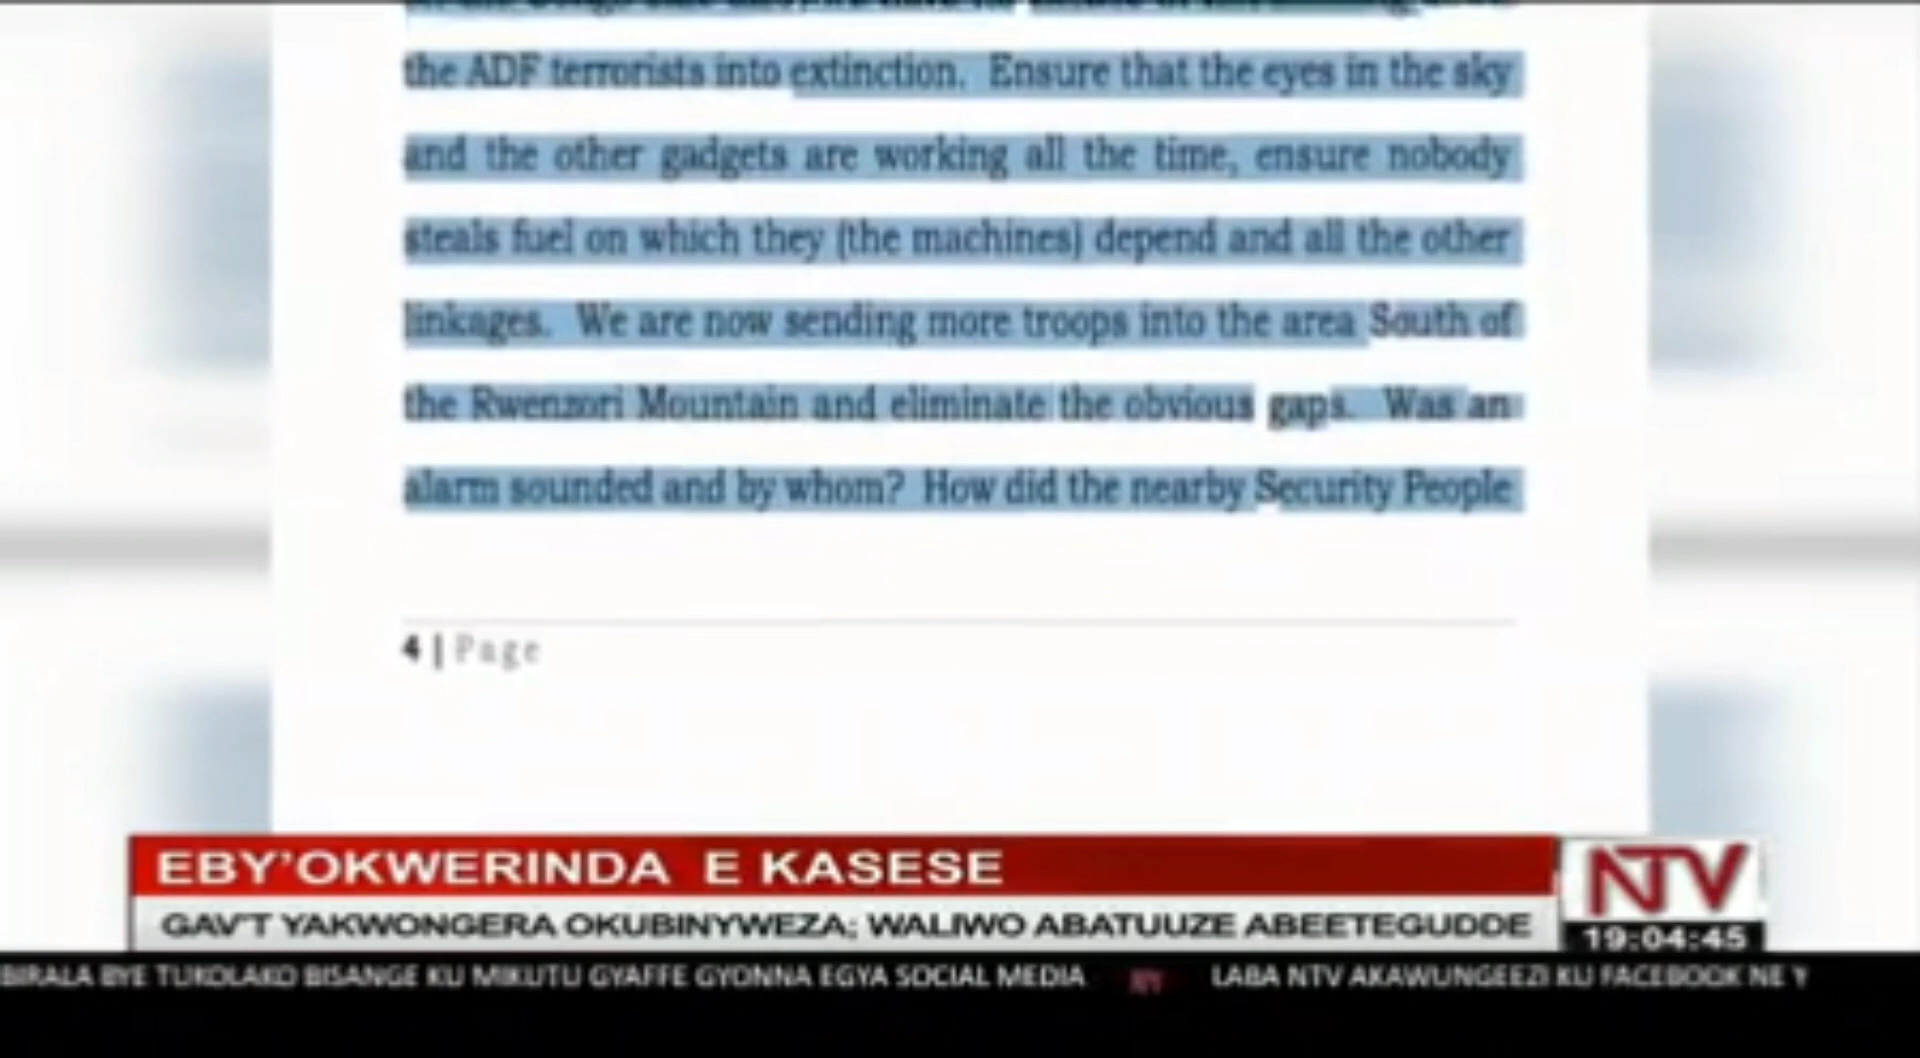 the ADF terrorists into extinction. Ensure that the eyes in the sky
and the other gadgets are working all the time, ensure nobody
steals fuel on which they (the machines) depend and all the other
linkages. We are now sending more troops into the area South of
the Rwenzori Mountain and eliminate the obvious gaps. Was an
alarm sounded and by whom? How did the nearby Security People
4 | Page
EBY'OKWERINDA E KASESE
NTV
GAV'T YAKWONGERA OKUBINYWEZA; WALIWO ABATUUZE ABEETEGUDDE
19:04:45
BIRALA BYE TUKOLAKO BISANGE KU MIKUTU GYAFFE GYONNA EGYA SOCIAL MEDIA LABA NTV AKAWUNGEEZI KU FACEBOOK NE Y